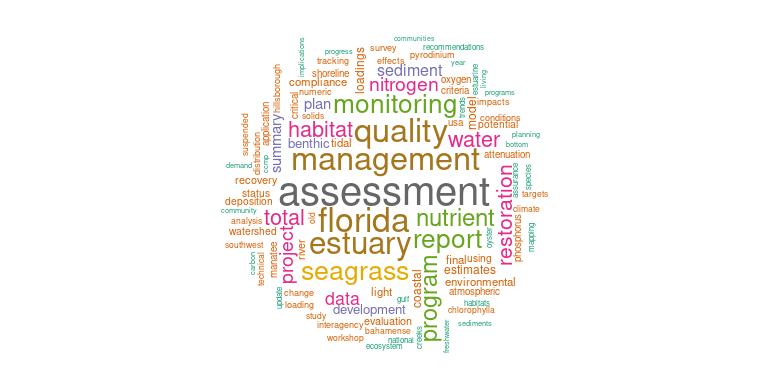 communities
progress
survey
recommendations
implications
tracking
effects
pyrodinium
year
shoreline
loadings
sediment
compliance
nitrogen
oxygen
estuarine
living
hillsborough
numeric
criteria
programs
critical
plan
monitoring
trends
model
impacts
solids
application
suspended
summary
habitat
quality
usa
conditions
potential
water
planning
distribution
benthic
tidal
bottom
demand
ccmp
management
attenuation
recovery
assurance
species
status
assessment
restoration
targets
deposition
community
total
old
florida
nutrient
climate
analysis
phosphorus
watershed
estuary
report
oyster
mapping
southwest
river
project
manatee
technical
carbon
seagrass
final
using
estimates
coastal
program
environmental
update
change
light
data
gulf
atmospheric
loading
development
habitats
chlorophylla
study
interagency
evaluation
bahamense
sediments
workshop
national
creeks
freshwater
ecosystem